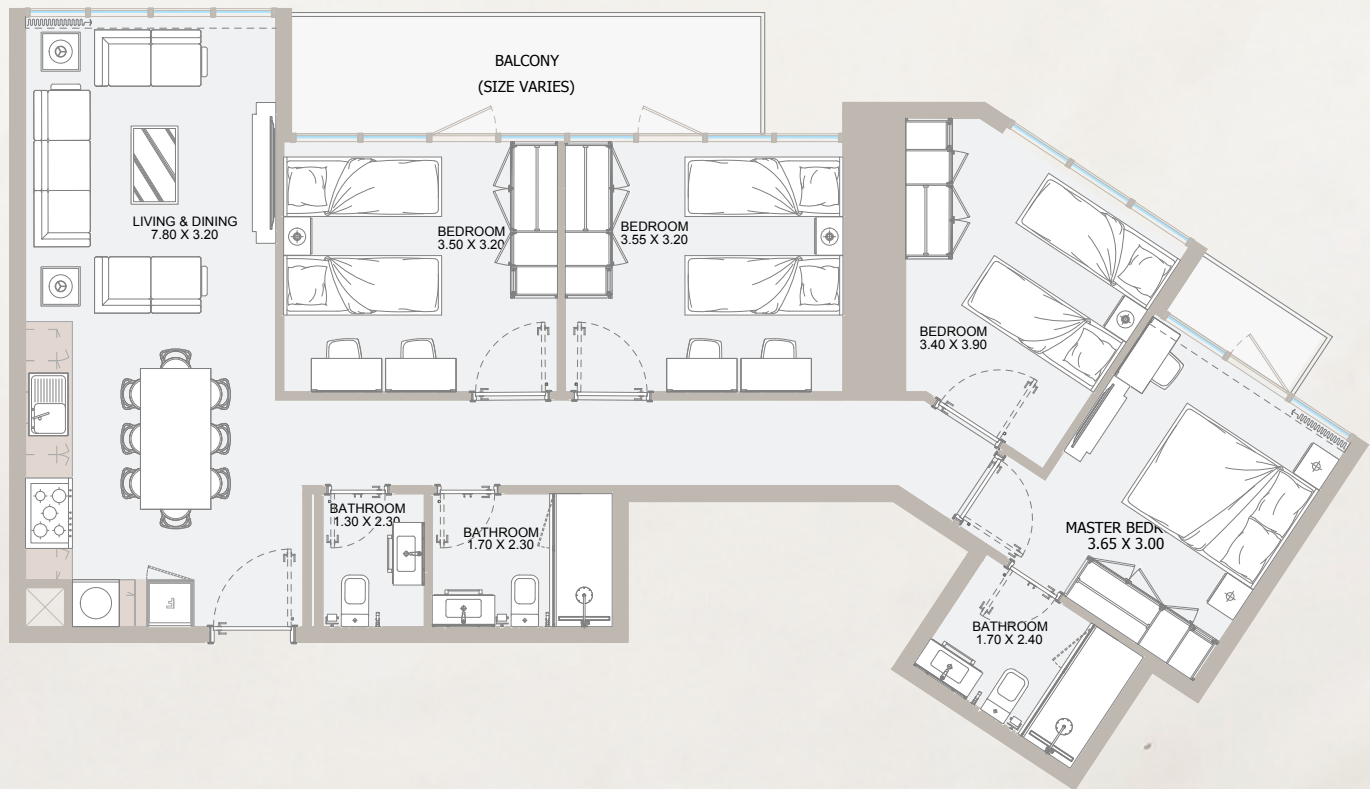 BALCONY
(SIZE VARIES)
LIVING & DINING
7.80 X 3.20
BEDROOM
3.50 X 3.20
BEDROOM
3.55 X 3.20
BEDROOM
3.40 X 3.90
MASTER BEDR
3.65 X 3.00
BATHROOM
1.30 X 2.30
BATHROOM
1.70 X 2.30
BATHROOM
1.70 X 2.40
F